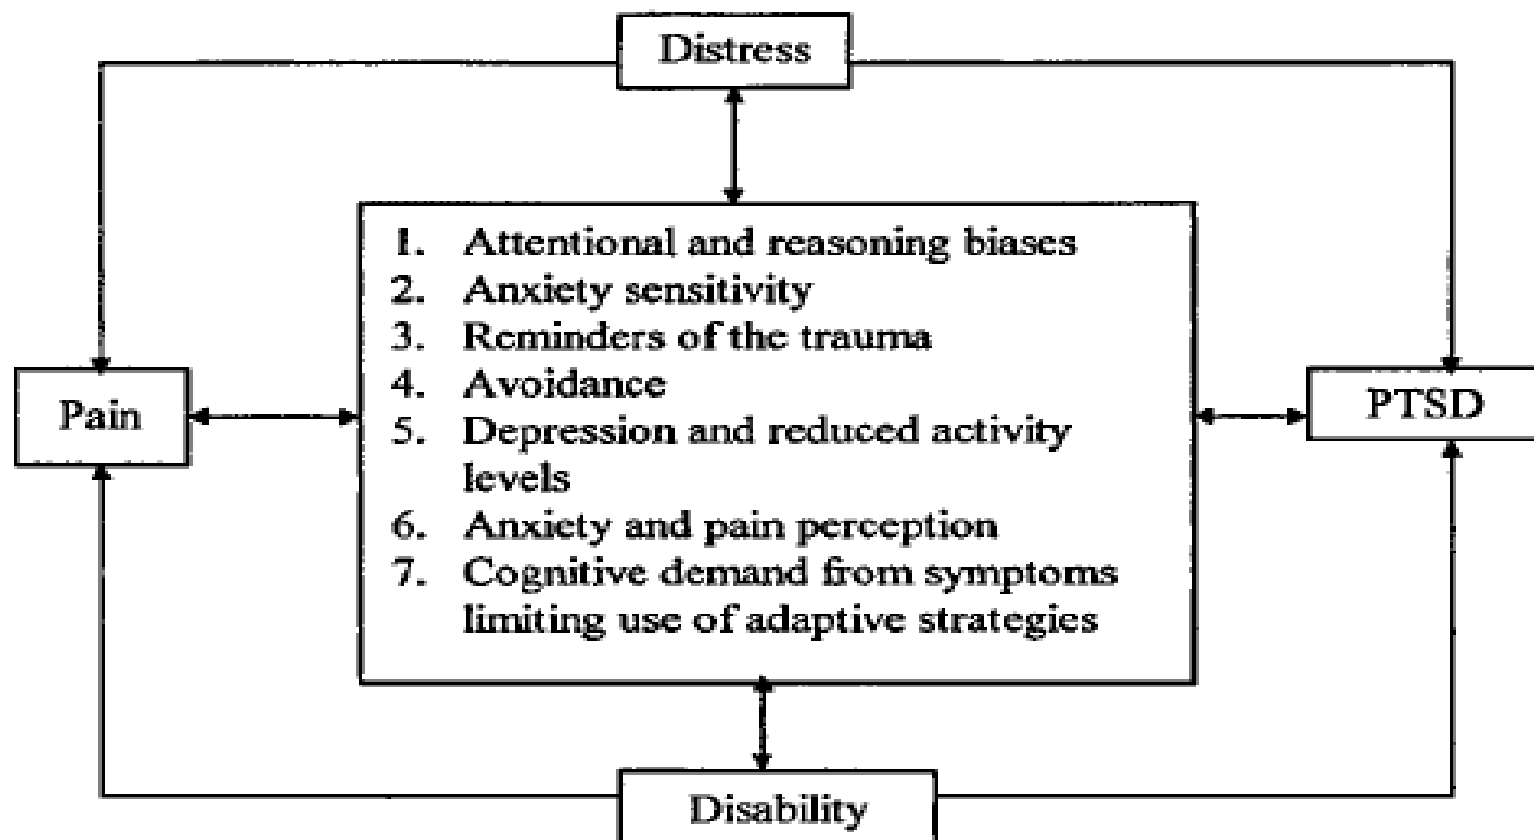 Distress
1. Attentional and reasoning biases
2. Anxiety sensitivity
3. Reminders of the trauma
4. Avoidance
5. Depression and reduced activity
levels
6. Anxiety and pain perception
7. Cognitive demand from symptoms
limiting use of adaptive strategies
Pain
PTSD
Disability